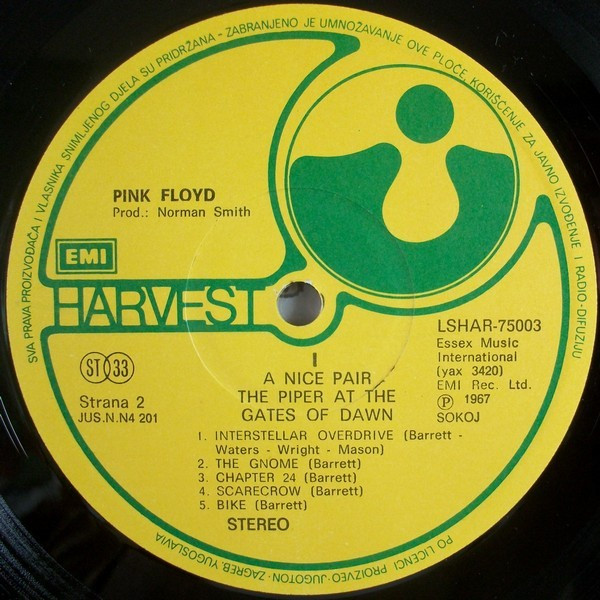 SVA PRAVA PROIZVOĐAČA I VLASNIKA SNIMLJENOG DJELA SU PRIDRŽANA - ZABRANJENO JE UMNOŽAVANJE OVE PLOČE, KORIŠĆENJE ZA JAVNO IZVOĐENJE I RADIO-DIFUZIJU
PINK FLOYD
Prod.: Norman Smith
EMI
HARVEST
LSHAR-75003
Essex Music
International
(yax 3420)
EMI Rec. Ltd.
Ⓟ 1967
SOKOJ
ST 33
Strana 2
JUS.N.N4 201
I
A NICE PAIR
THE PIPER AT THE
GATES OF DAWN
1. INTERSTELLAR OVERDRIVE (Barrett -
Waters - Wright - Mason)
2. THE GNOME (Barrett)
3. CHAPTER 24 (Barrett)
4. SCARECROW (Barrett)
5. BIKE (Barrett)
STEREO
PO LICENCI PROIZVEO-JUGOTON-ZAGREB, YUGOSLAVIA